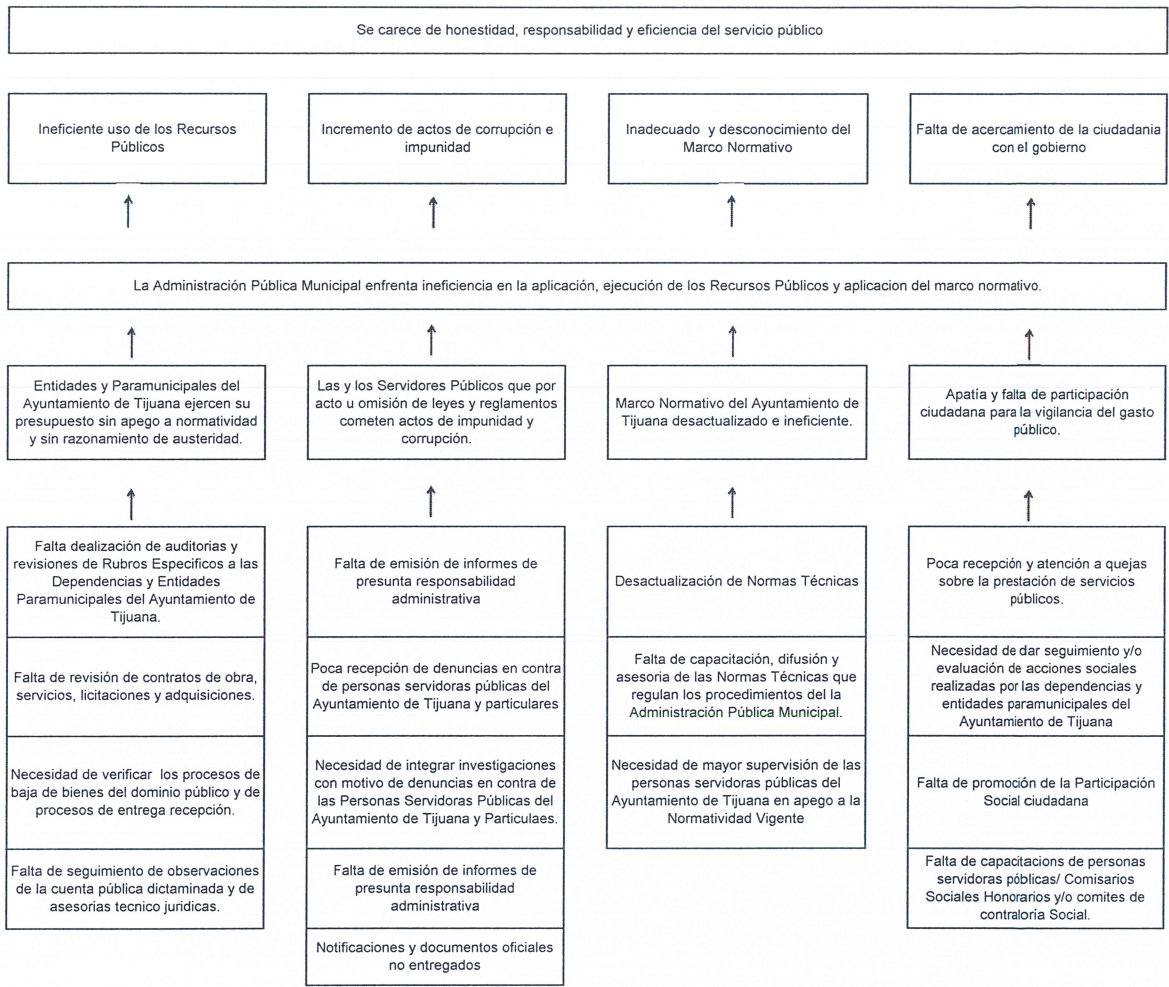 Se carece de honestidad, responsabilidad y eficiencia del servicio público
Ineficiente uso de los Recursos
Públicos
Incremento de actos de corrupción e
impunidad
Inadecuado y desconocimiento del
Marco Normativo
Falta de acercamiento de la ciudadania
con el gobierno
La Administración Pública Municipal enfrenta ineficiencia en la aplicación, ejecución de los Recursos Públicos y aplicacion del marco normativo.
Entidades y Paramunicipales del
Ayuntamiento de Tijuana ejercen su
presupuesto sin apego a normatividad
y sin razonamiento de austeridad.
Las y los Servidores Públicos que por
acto u omisión de leyes y reglamentos
cometen actos de impunidad y
corrupción.
Marco Normativo del Ayuntamiento de
Tijuana desactualizado e ineficiente.
Apatía y falta de participación
ciudadana para la vigilancia del gasto
público.
Falta dealización de auditorias y
revisiones de Rubros Especificos a las
Dependencias y Entidades
Paramunicipales del Ayuntamiento de
Tijuana.
Falta de revisión de contratos de obra,
servicios, licitaciones y adquisiciones.
Necesidad de verificar los procesos de
baja de bienes del dominio público y de
procesos de entrega recepción.
Falta de seguimiento de observaciones
de la cuenta pública dictaminada y de
asesorias tecnico juridicas.
Falta de emisión de informes de
presunta responsabilidad
administrativa
Poca recepción de denuncias en contra
de personas servidoras públicas del
Ayuntamiento de Tijuana y particulares
Necesidad de integrar investigaciones
con motivo de denuncias en contra de
las Personas Servidoras Públicas del
Ayuntamiento de Tijuana y Particulaes.
Falta de emisión de informes de
presunta responsabilidad
administrativa
Notificaciones y documentos oficiales
no entregados
Desactualización de Normas Técnicas
Falta de capacitación, difusión y
asesoria de las Normas Técnicas que
regulan los procedimientos del la
Administración Pública Municipal.
Necesidad de mayor supervisión de las
personas servidoras públicas del
Ayuntamiento de Tijuana en apego a la
Normatividad Vigente
Poca recepción y atención a quejas
sobre la prestación de servicios
públicos.
Necesidad de dar seguimiento y/o
evaluación de acciones sociales
realizadas por las dependencias y
entidades paramunicipales del
Ayuntamiento de Tijuana
Falta de promoción de la Participación
Social ciudadana
Falta de capacitacions de personas
servidoras póblicas/ Comisarios
Sociales Honorarios y/o comites de
contraloría Social.